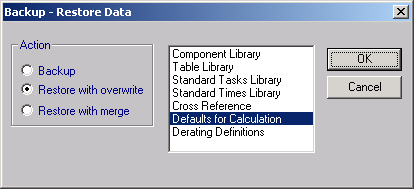 Backup - Restore Data
Action
Backup
Restore with overwrite
Restore with merge
Component Library
Table Library
Standard Tasks Library
Standard Times Library
Cross Reference
Defaults for Calculation
Derating Definitions
OK
Cancel